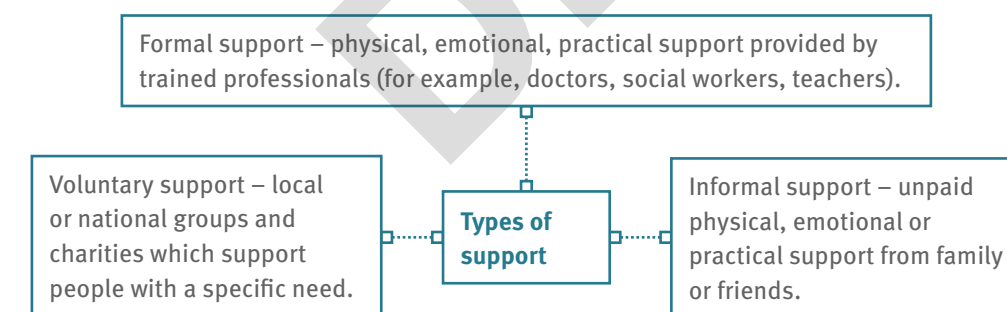 Formal support – physical, emotional, practical support provided by
trained professionals (for example, doctors, social workers, teachers).
Voluntary support – local
or national groups and
charities which support
people with a specific need.
Types of
support
Informal support – unpaid
physical, emotional or
practical support from family
or friends.